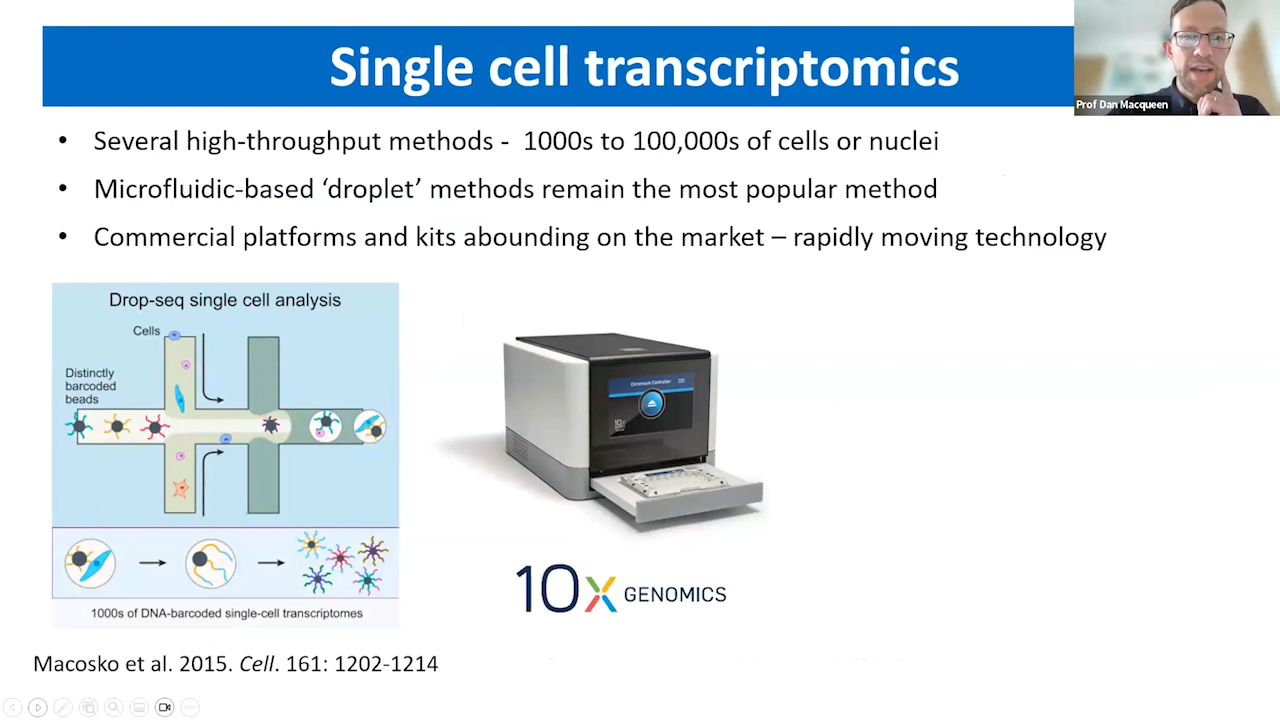 Single cell transcriptomics
Prof Dan Macqueen
• Several high-throughput methods - 1000s to 100,000s of cells or nuclei
• Microfluidic-based ‘droplet’ methods remain the most popular method
• Commercial platforms and kits abounding on the market – rapidly moving technology
Drop-seq single cell analysis
Cells
Distinctly
barcoded
beads
1000s of DNA-barcoded single-cell transcriptomes
Chromium Controller
10x
GENOMICS
Macosko et al. 2015. Cell. 161: 1202-1214